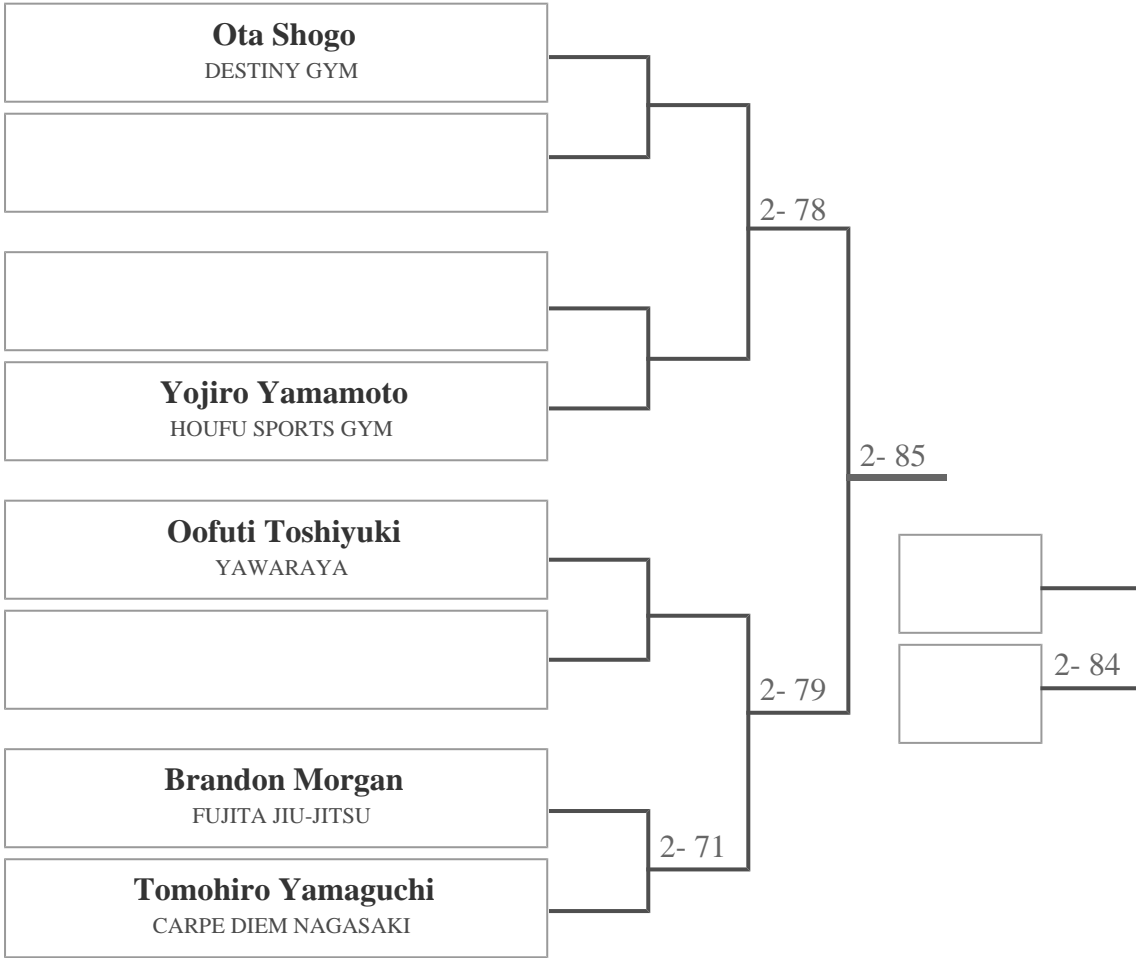 Ota Shogo
DESTINY GYM
2- 78
Yojiro Yamamoto
HOUFU SPORTS GYM
2- 85
Oofuti Toshiyuki
YAWARAYA
2- 84
2- 79
Brandon Morgan
FUJITA JIU-JITSU
2- 71
Tomohiro Yamaguchi
CARPE DIEM NAGASAKI